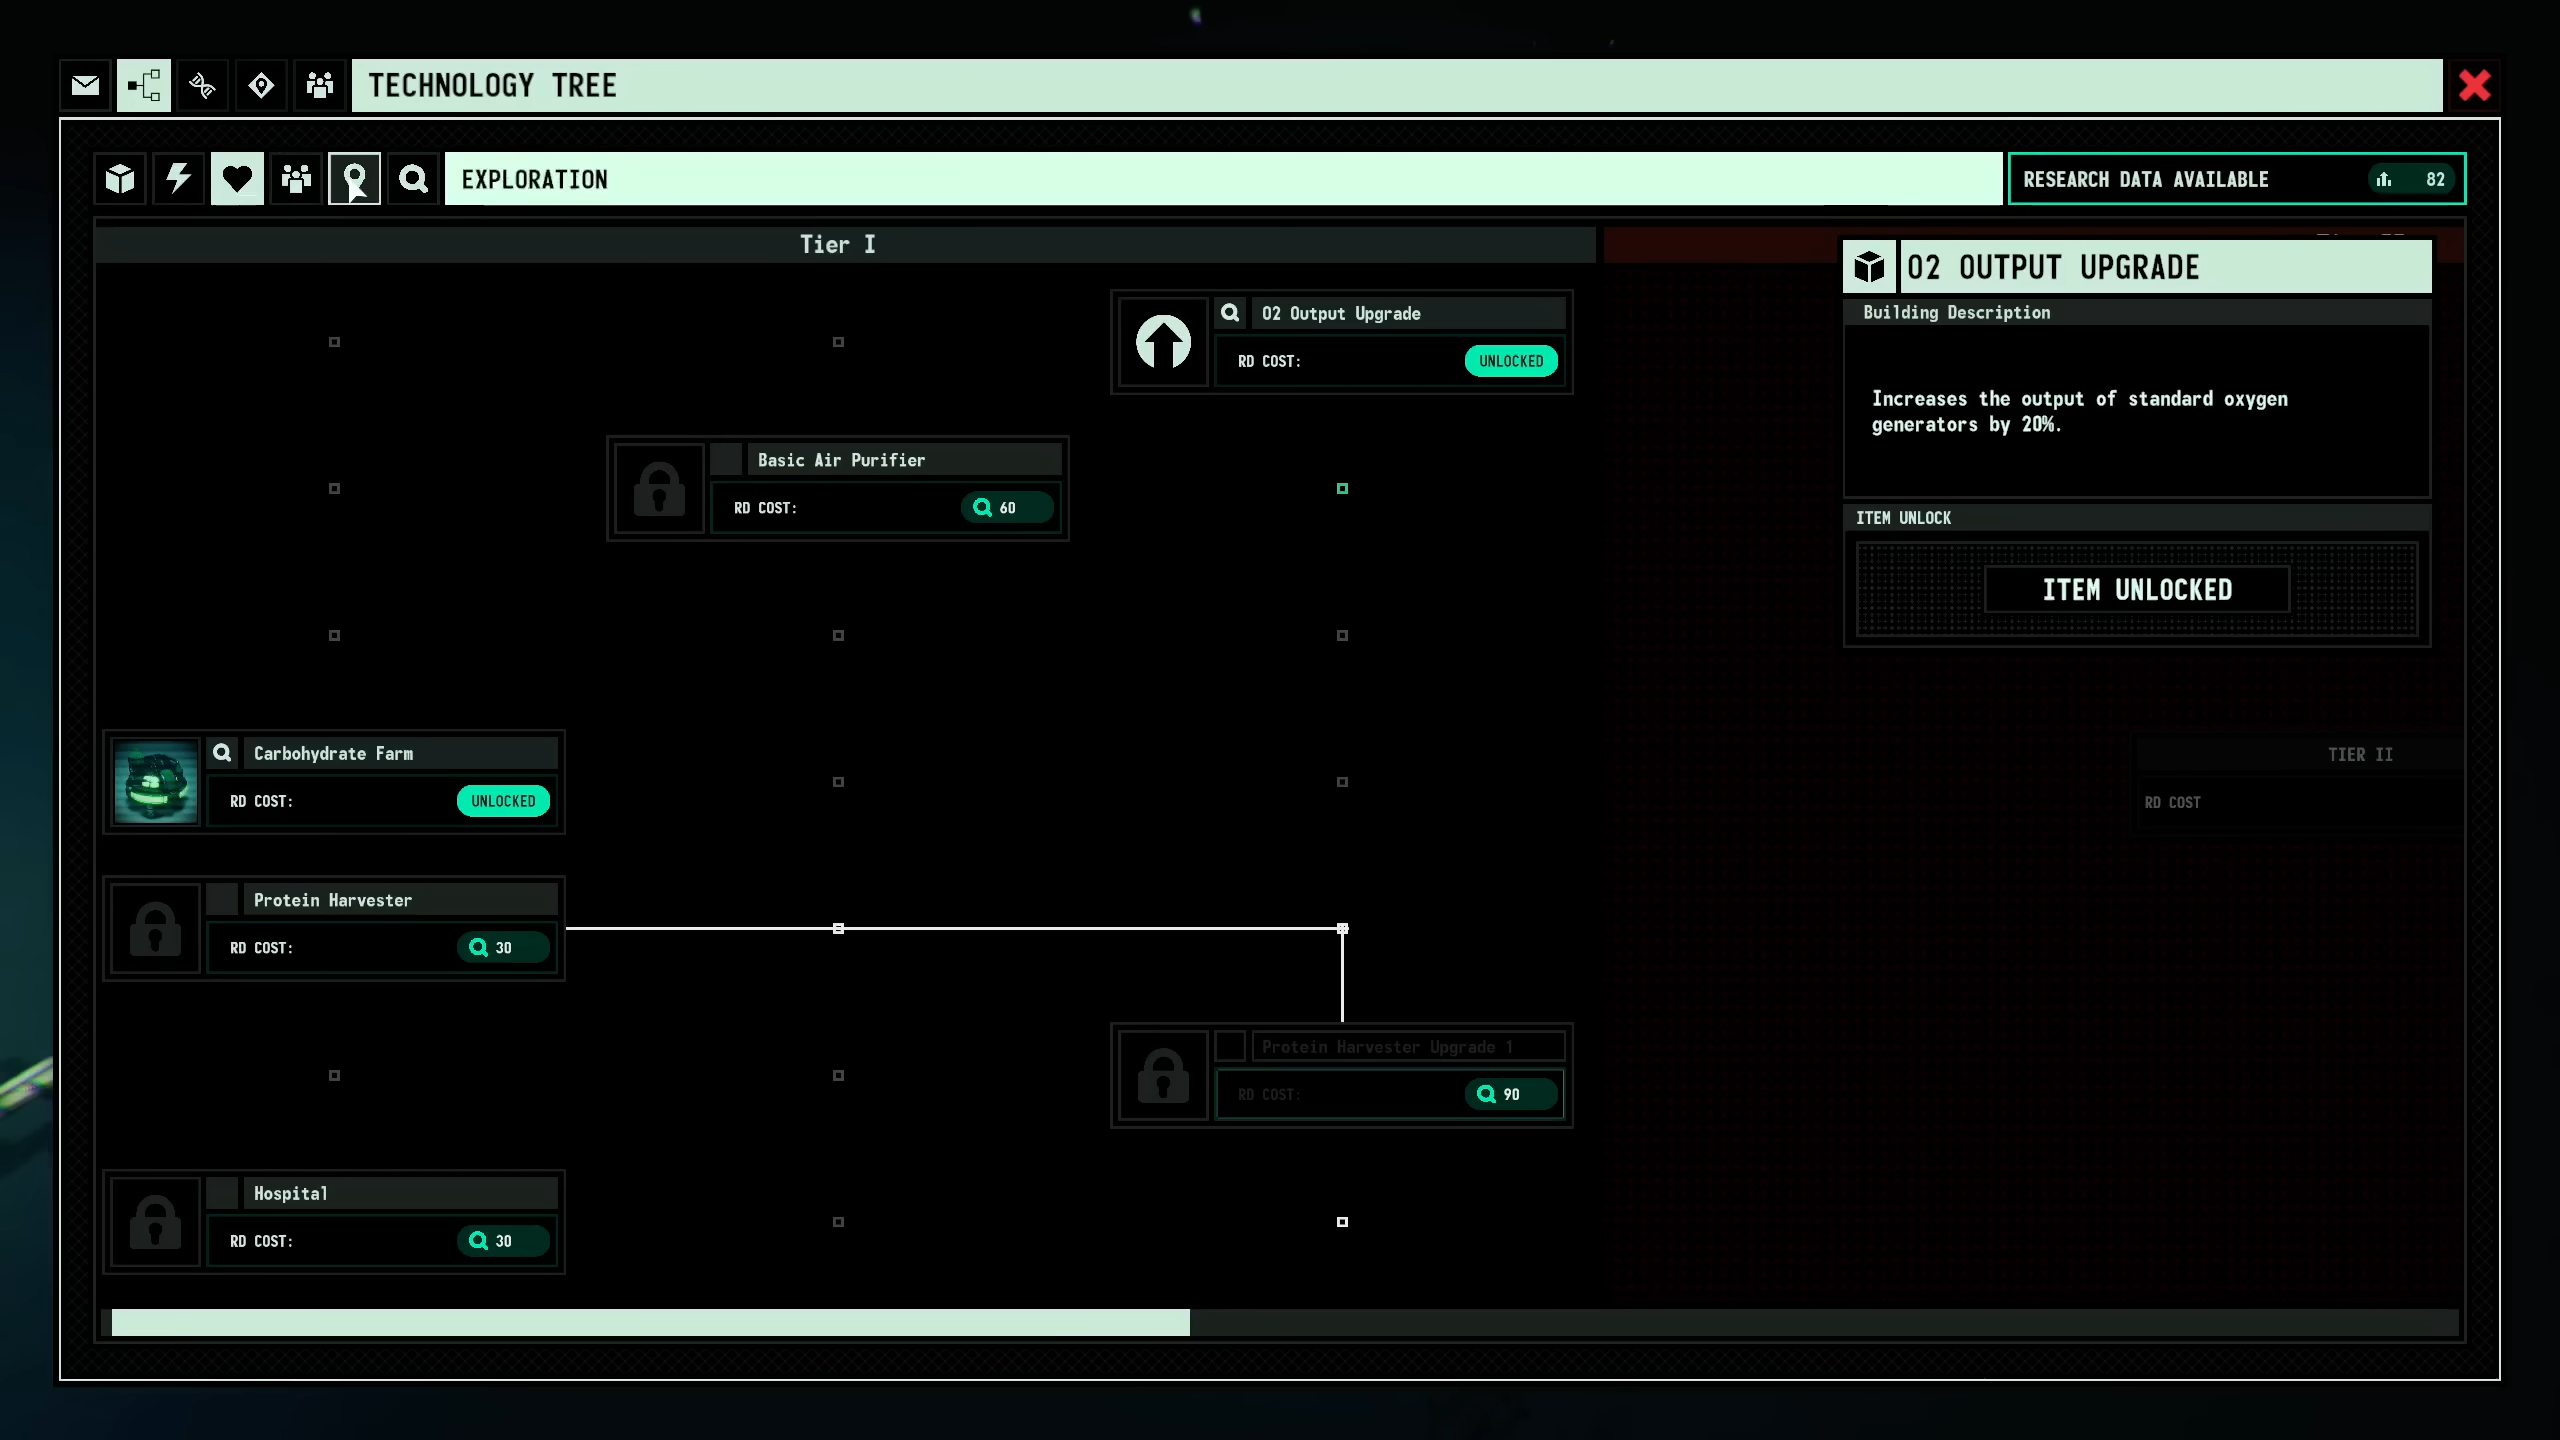 TECHNOLOGY TREE
EXPLORATION
RESEARCH DATA AVAILABLE 82
Tier I
O2 OUTPUT UPGRADE
Building Description
Increases the output of standard oxygen
generators by 20%.
ITEM UNLOCK
ITEM UNLOCKED
O2 Output Upgrade
RD COST: UNLOCKED
Basic Air Purifier
RD COST: 60
Carbohydrate Farm
RD COST: UNLOCKED
TIER II
RD COST
Protein Harvester
RD COST: 30
Protein Harvester Upgrade 1
RD COST: 90
Hospital
RD COST: 30